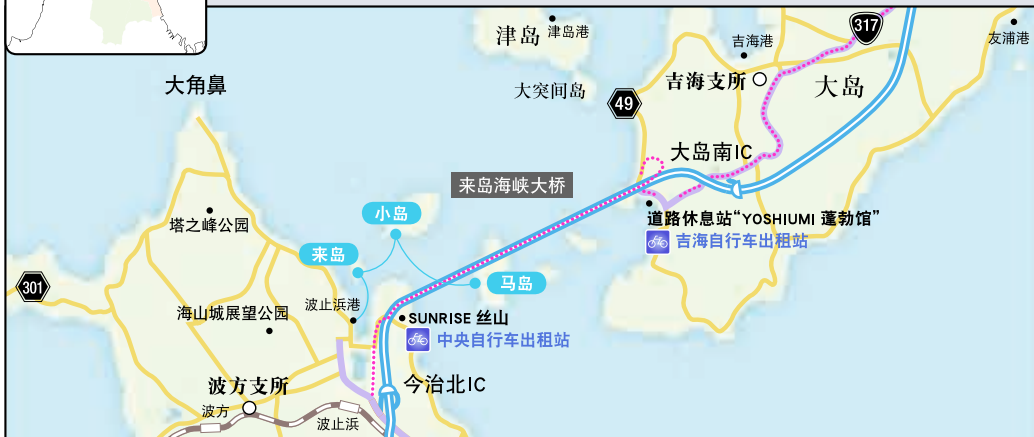 317
津岛
津岛港
友浦港
吉海港
吉海支所
大岛
大角鼻
大突间岛
49
大岛南IC
来岛海峡大桥
小岛
道路休息站“YOSHIUMI 蓬勃馆”
吉海自行车出租站
塔之峰公园
来岛
马岛
301
海山城展望公园
波止浜港
SUNRISE 丝山
中央自行车出租站
波方支所
今治北IC
波方
波止浜